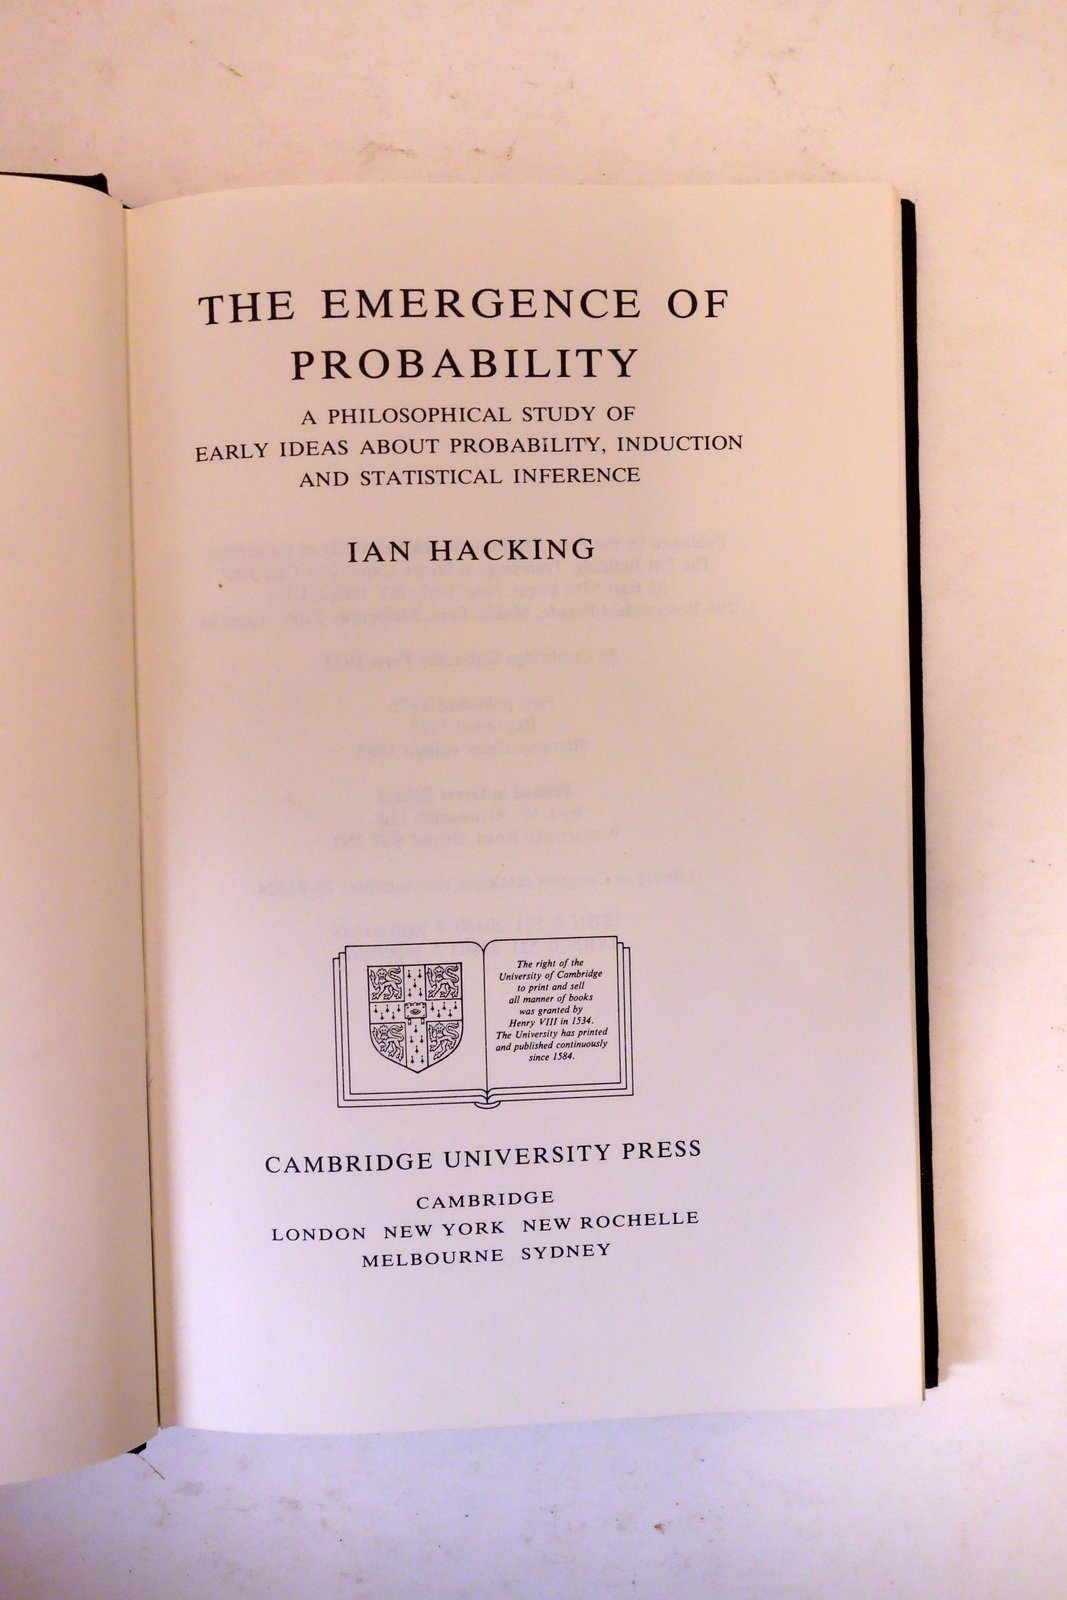 THE EMERGENCE OF
PROBABILITY
A PHILOSOPHICAL STUDY OF
EARLY IDEAS ABOUT PROBABILITY, INDUCTION
AND STATISTICAL INFERENCE
IAN HACKING
The right of the
University of Cambridge
to print and sell
all manner of books
was granted by
Henry VIII in 1534.
The University has printed
and published continuously
since 1584.
CAMBRIDGE UNIVERSITY PRESS
CAMBRIDGE
LONDON NEW YORK NEW ROCHELLE
MELBOURNE SYDNEY